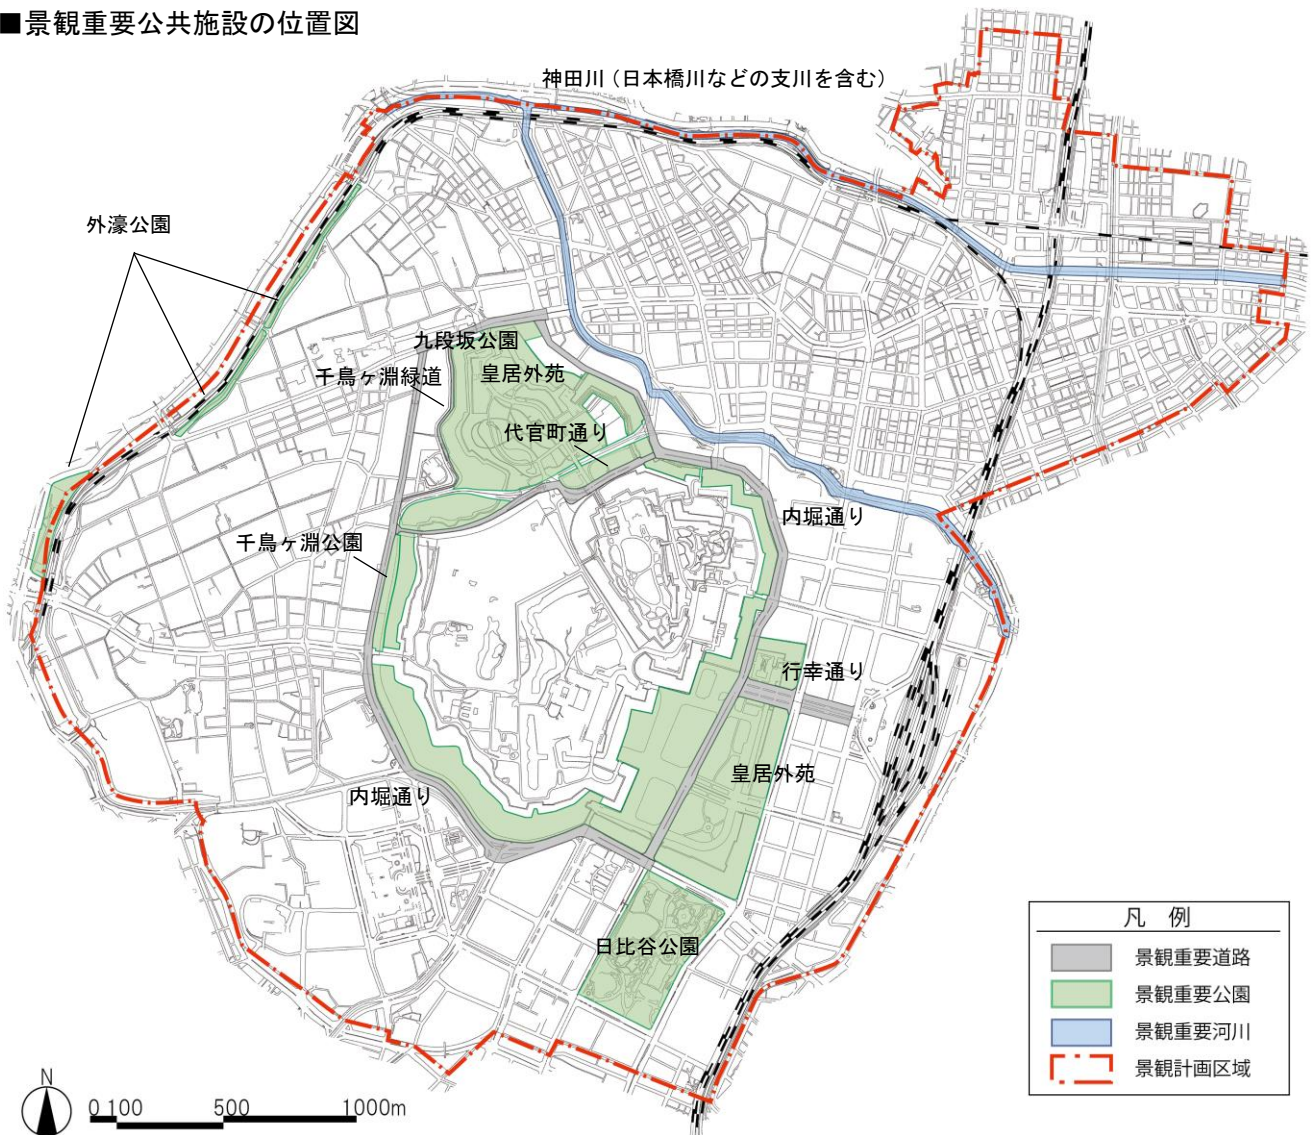 ■景観重要公共施設の位置図
神田川（日本橋川などの支川を含む）
外濠公園
九段坂公園
千鳥ヶ淵緑道
皇居外苑
代官町通り
内堀通り
千鳥ヶ淵公園
行幸通り
皇居外苑
内堀通り
日比谷公園
凡 例
景観重要道路
景観重要公園
景観重要河川
景観計画区域
N
0 100 500 1000m